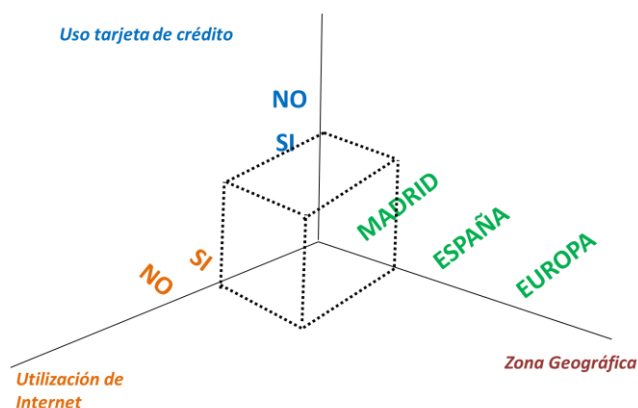 Uso tarjeta de crédito
NO
SI
MADRID
ESPAÑA
EUROPA
SI
NO
Zona Geográfica
Utilización de
Internet